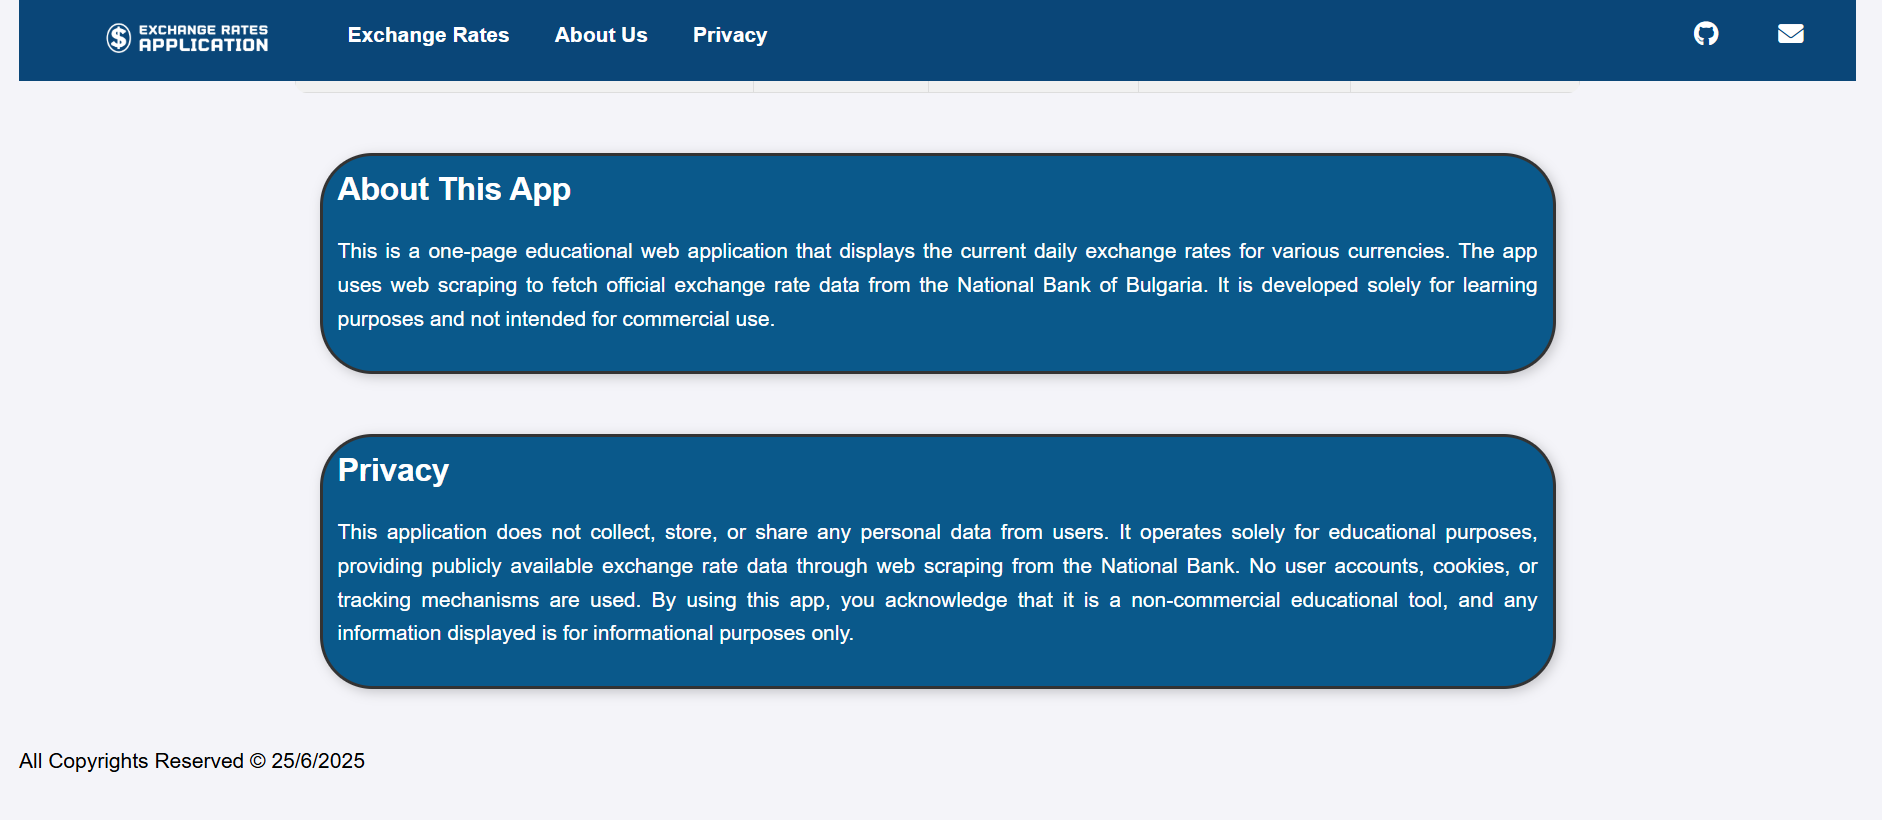 EXCHANGE RATES
APPLICATION
Exchange Rates
About Us
Privacy
About This App
This is a one-page educational web application that displays the current daily exchange rates for various currencies. The app
uses web scraping to fetch official exchange rate data from the National Bank of Bulgaria. It is developed solely for learning
purposes and not intended for commercial use.
Privacy
This application does not collect, store, or share any personal data from users. It operates solely for educational purposes,
providing publicly available exchange rate data through web scraping from the National Bank. No user accounts, cookies, or
tracking mechanisms are used. By using this app, you acknowledge that it is a non-commercial educational tool, and any
information displayed is for informational purposes only.
All Copyrights Reserved © 25/6/2025